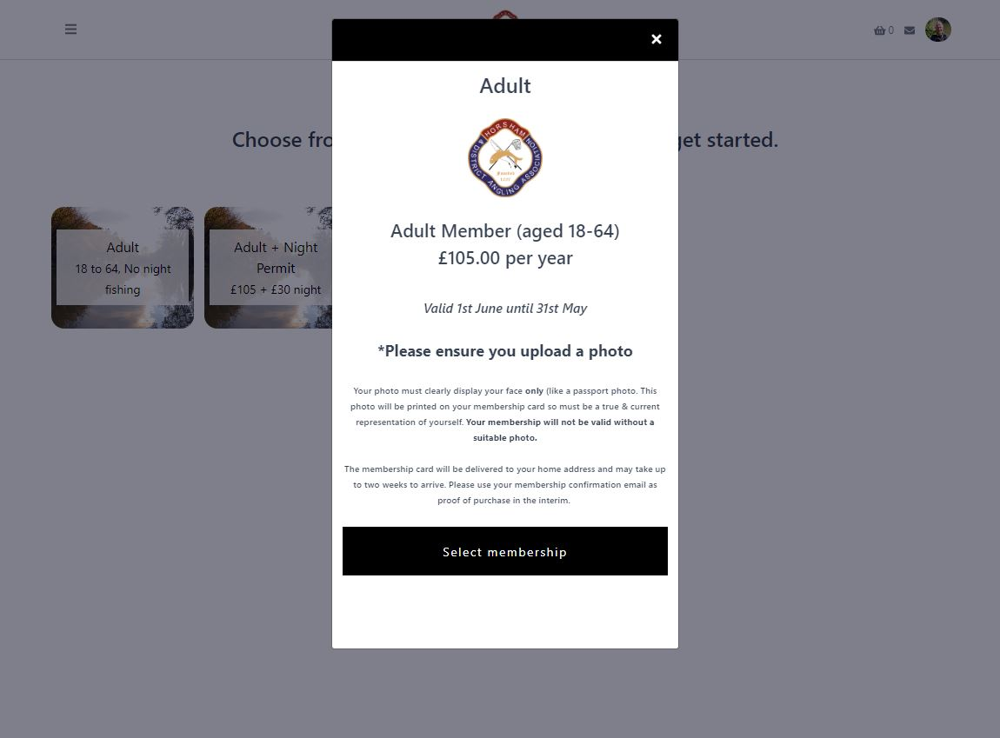 0
Choose fro
get started.
Adult
18 to 64, No night
fishing
Adult + Night
Permit
£105 + £30 night
×
Adult
HORSHAM
& DISTRICT ANGLING ASSOCIATION
Founded
Adult Member (aged 18-64)
£105.00 per year
Valid 1st June until 31st May
*Please ensure you upload a photo
Your photo must clearly display your face only (like a passport photo. This
photo will be printed on your membership card so must be a true & current
representation of yourself. Your membership will not be valid without a
suitable photo.
The membership card will be delivered to your home address and may take up
to two weeks to arrive. Please use your membership confirmation email as
proof of purchase in the interim.
Select membership